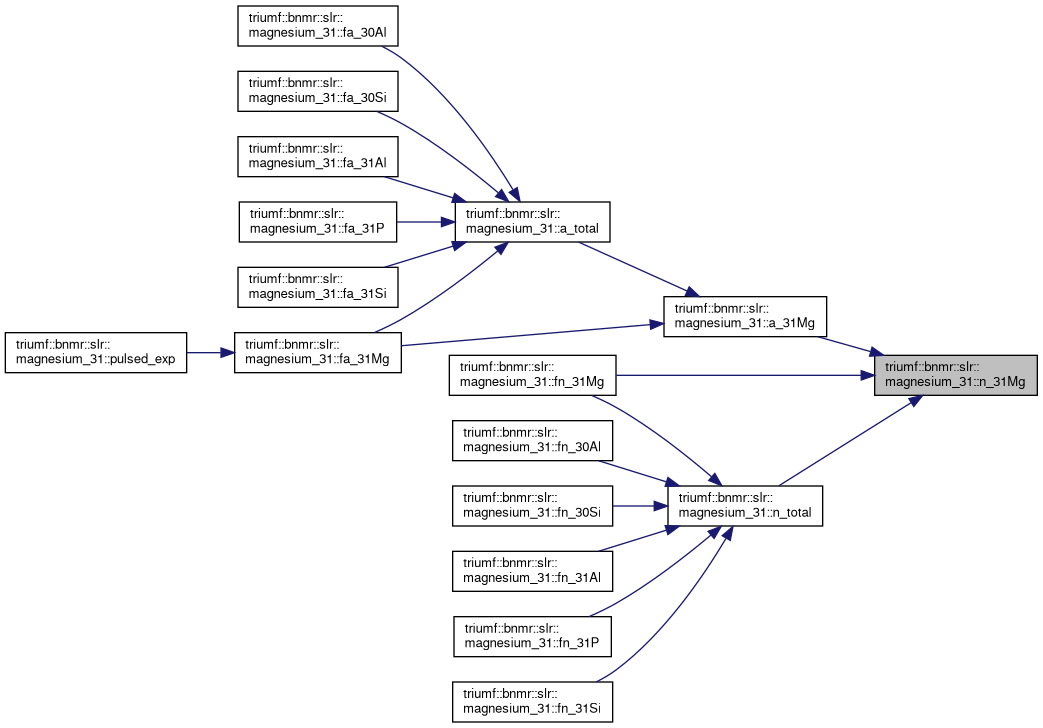 triumf::bnmr::slr::
magnesium_31::fa_30Al
triumf::bnmr::slr::
magnesium_31::fa_30Si
triumf::bnmr::slr::
magnesium_31::fa_31Al
triumf::bnmr::slr::
magnesium_31::fa_31P
triumf::bnmr::slr::
magnesium_31::a_total
triumf::bnmr::slr::
magnesium_31::fa_31Si
triumf::bnmr::slr::
magnesium_31::a_31Mg
triumf::bnmr::slr::
magnesium_31::pulsed_exp
triumf::bnmr::slr::
magnesium_31::fa_31Mg
triumf::bnmr::slr::
magnesium_31::fn_31Mg
triumf::bnmr::slr::
magnesium_31::n_31Mg
triumf::bnmr::slr::
magnesium_31::fn_30Al
triumf::bnmr::slr::
magnesium_31::fn_30Si
triumf::bnmr::slr::
magnesium_31::n_total
triumf::bnmr::slr::
magnesium_31::fn_31Al
triumf::bnmr::slr::
magnesium_31::fn_31P
triumf::bnmr::slr::
magnesium_31::fn_31Si